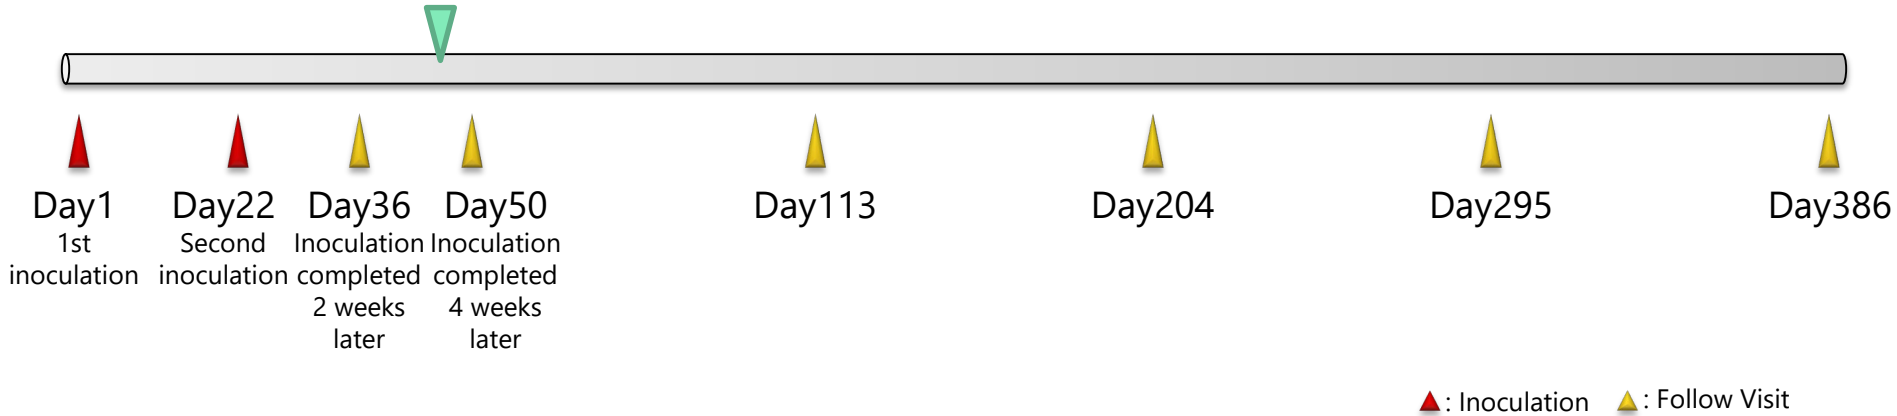 Day1
1st
inoculation
Day22
Second
inoculation
Day36
Inoculation
completed
2 weeks
later
Day50
Inoculation
completed
4 weeks
later
Day113
Day204
Day295
Day386
: Inoculation
: Follow Visit